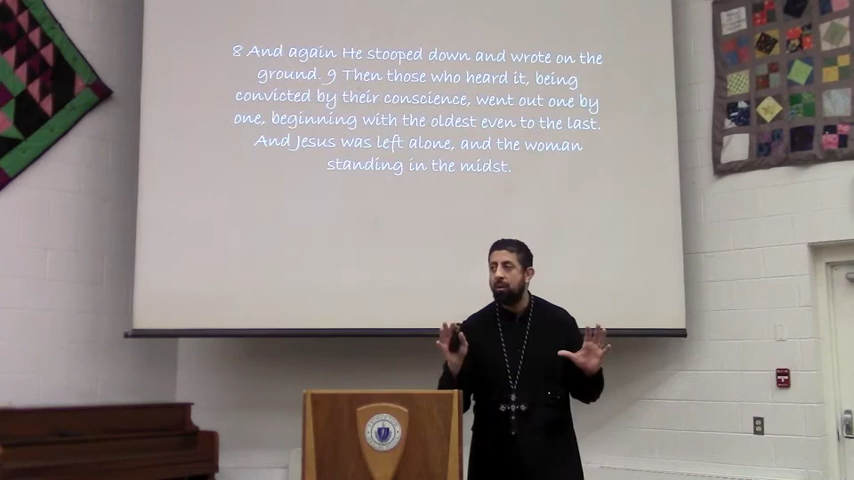 8 And again He stooped down and wrote on the
ground. 9 Then those who heard it, being
convicted by their conscience, went out one by
one, beginning with the oldest even to the last.
And Jesus was left alone, and the woman
standing in the midst.